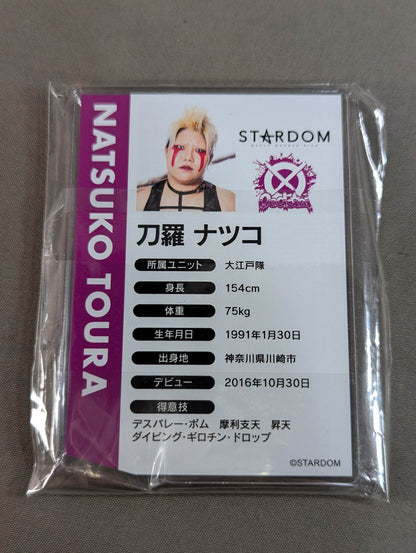 NATSUKO TOURA
STARDOM
刀羅 ナツコ
所属ユニット 大江戸隊
身長 154cm
体重 75kg
生年月日 1991年1月30日
出身地 神奈川県川崎市
デビュー 2016年10月30日
得意技
デスバレー・ボム 摩利支天 昇天
ダイビング・ギロチン・ドロップ
©STARDOM